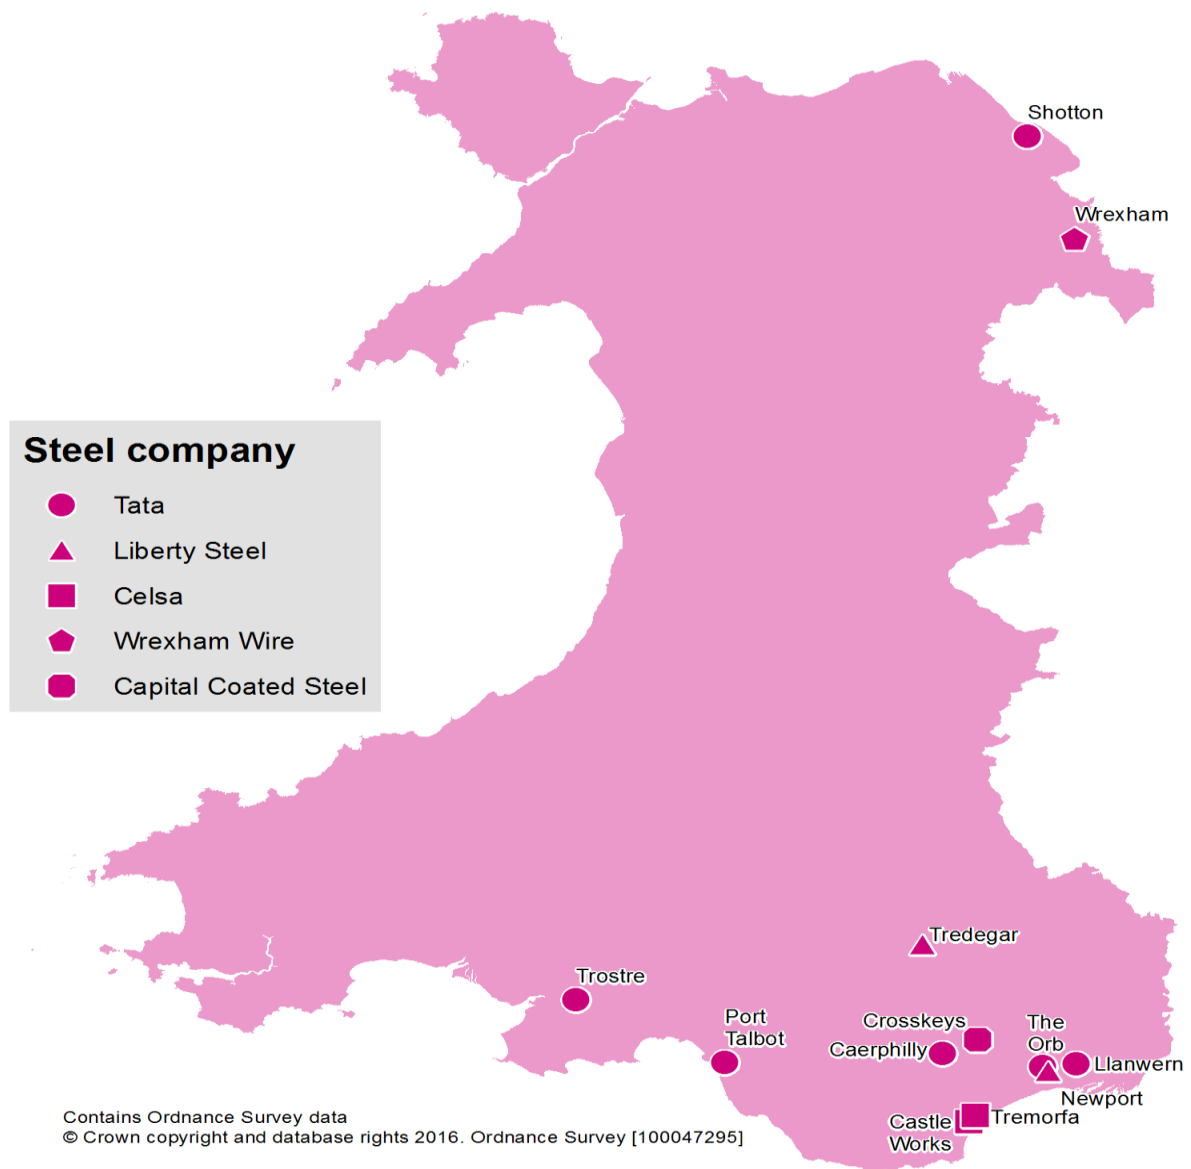 Shotton
Wrexham
Steel company
Tata
Liberty Steel
Celsa
Wrexham Wire
Capital Coated Steel
Tredegar
Trostre
Port
Talbot
Crosskeys
Caerphilly
The
Orb
Llanwern
Newport
Castle
Works
Tremorfa
Contains Ordnance Survey data
© Crown copyright and database rights 2016. Ordnance Survey [100047295]